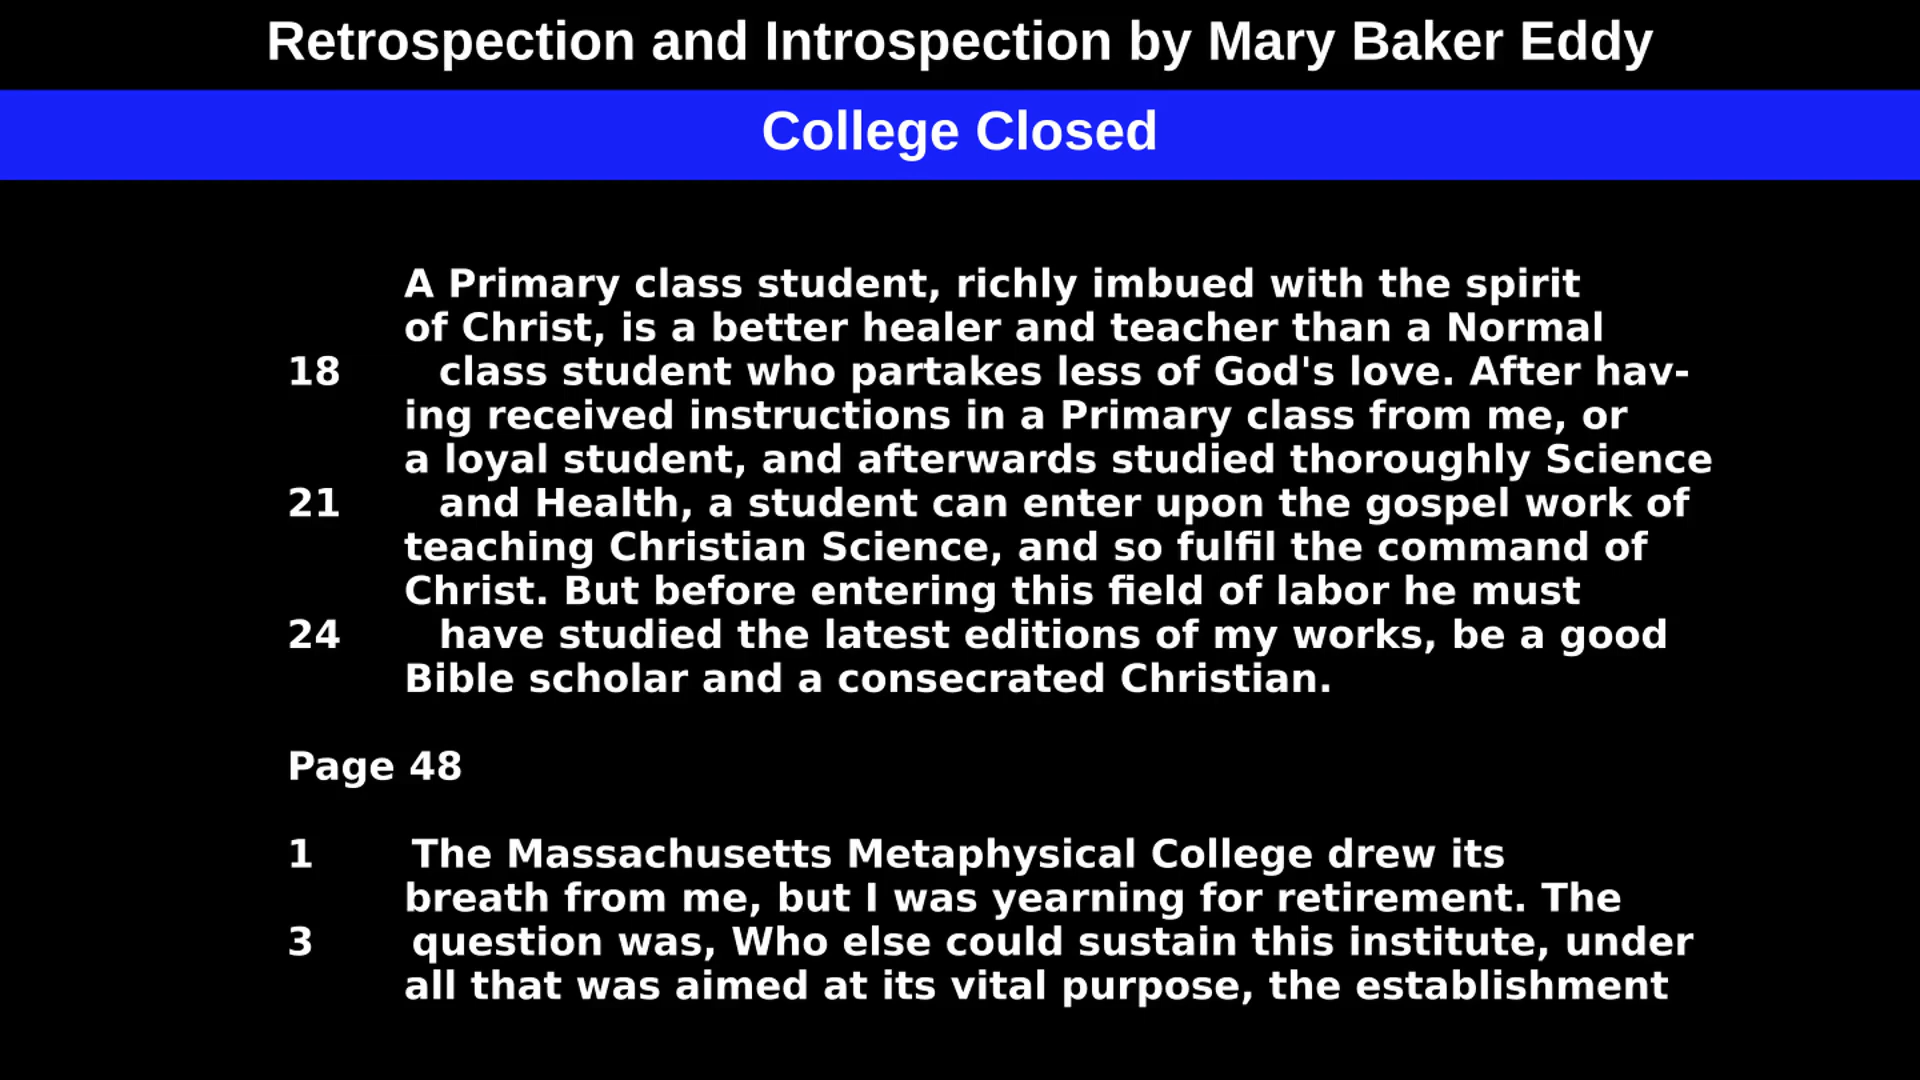 Retrospection and Introspection by Mary Baker Eddy
College Closed
A Primary class student, richly imbued with the spirit
of Christ, is a better healer and teacher than a Normal
18 class student who partakes less of God's love. After hav-
ing received instructions in a Primary class from me, or
a loyal student, and afterwards studied thoroughly Science
21 and Health, a student can enter upon the gospel work of
teaching Christian Science, and so fulfil the command of
Christ. But before entering this field of labor he must
24 have studied the latest editions of my works, be a good
Bible scholar and a consecrated Christian.
Page 48
1 The Massachusetts Metaphysical College drew its
breath from me, but I was yearning for retirement. The
3 question was, Who else could sustain this institute, under
all that was aimed at its vital purpose, the establishment